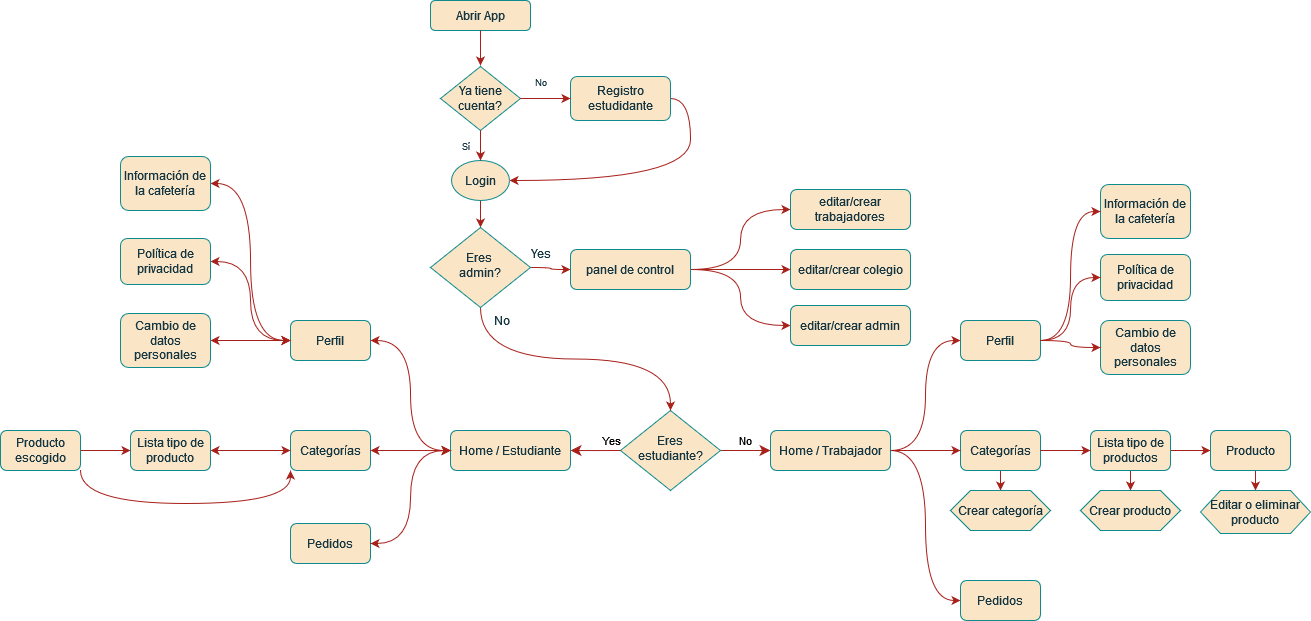 Abrir App
Ya tiene
cuenta?
No
Registro
estudidante
Sí
Login
Eres
admin?
Yes
No
panel de control
editar/crear
trabajadores
editar/crear colegio
editar/crear admin
Información de
la cafetería
Política de
privacidad
Cambio de
datos
personales
Perfil
Información de
la cafetería
Política de
privacidad
Cambio de
datos
personales
Perfil
Producto
escogido
Lista tipo de
producto
Categorías
Home / Estudiante
Yes
Eres
estudiante?
No
Home / Trabajador
Categorías
Lista tipo de
productos
Producto
Crear categoría
Crear producto
Editar o eliminar
producto
Pedidos
Pedidos